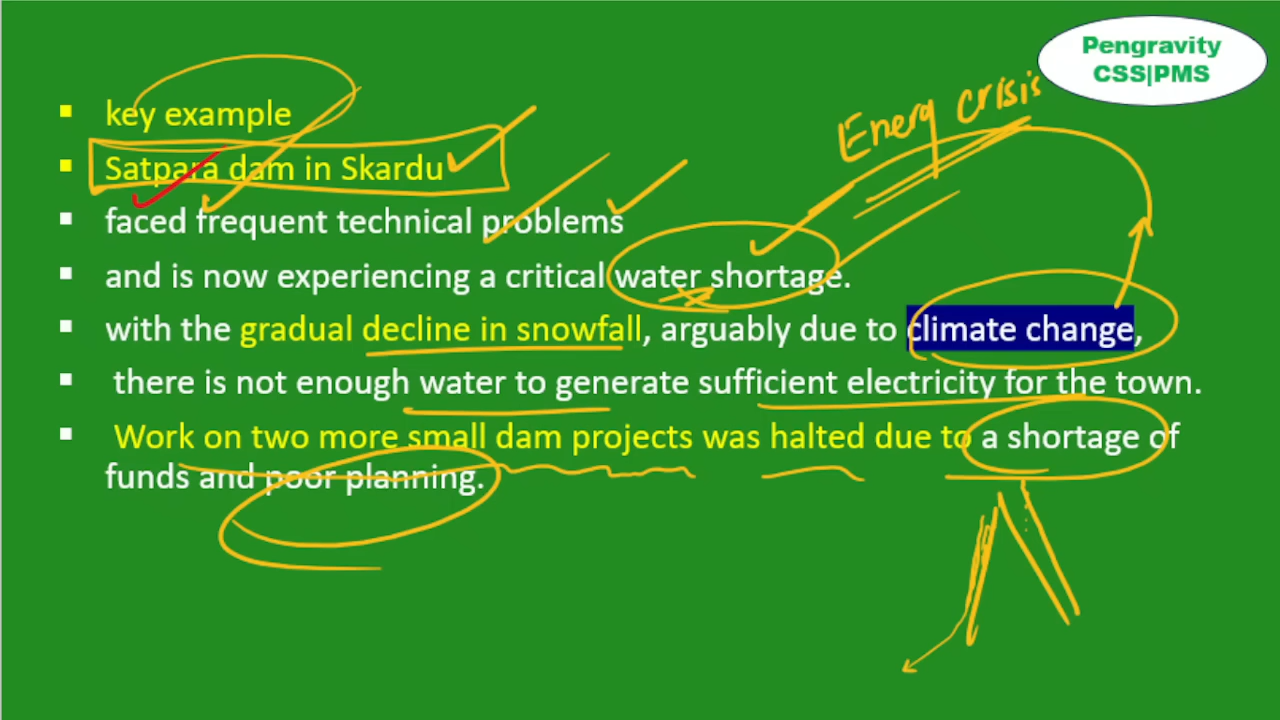 Pengravity
CSS|PMS
Energy crisis
key example
Satpara dam in Skardu
faced frequent technical problems
and is now experiencing a critical water shortage.
with the gradual decline in snowfall, arguably due to climate change,
there is not enough water to generate sufficient electricity for the town.
Work on two more small dam projects was halted due to a shortage of
funds and poor planning.